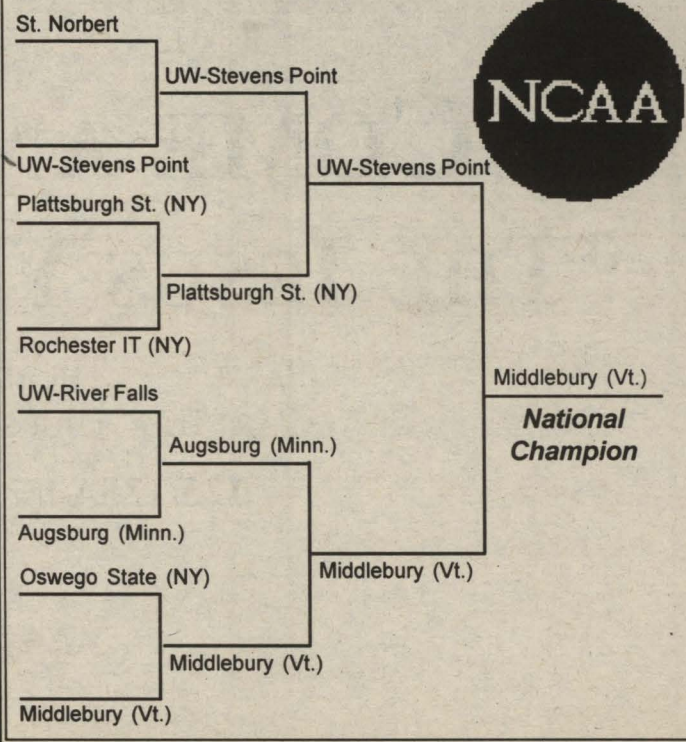 St. Norbert
UW-Stevens Point
NCAA
UW-Stevens Point
UW-Stevens Point
Plattsburgh St. (NY)
Plattsburgh St. (NY)
Rochester IT (NY)
Middlebury (Vt.)
UW-River Falls
National
Champion
Augsburg (Minn.)
Augsburg (Minn.)
Middlebury (Vt.)
Oswego State (NY)
Middlebury (Vt.)
Middlebury (Vt.)